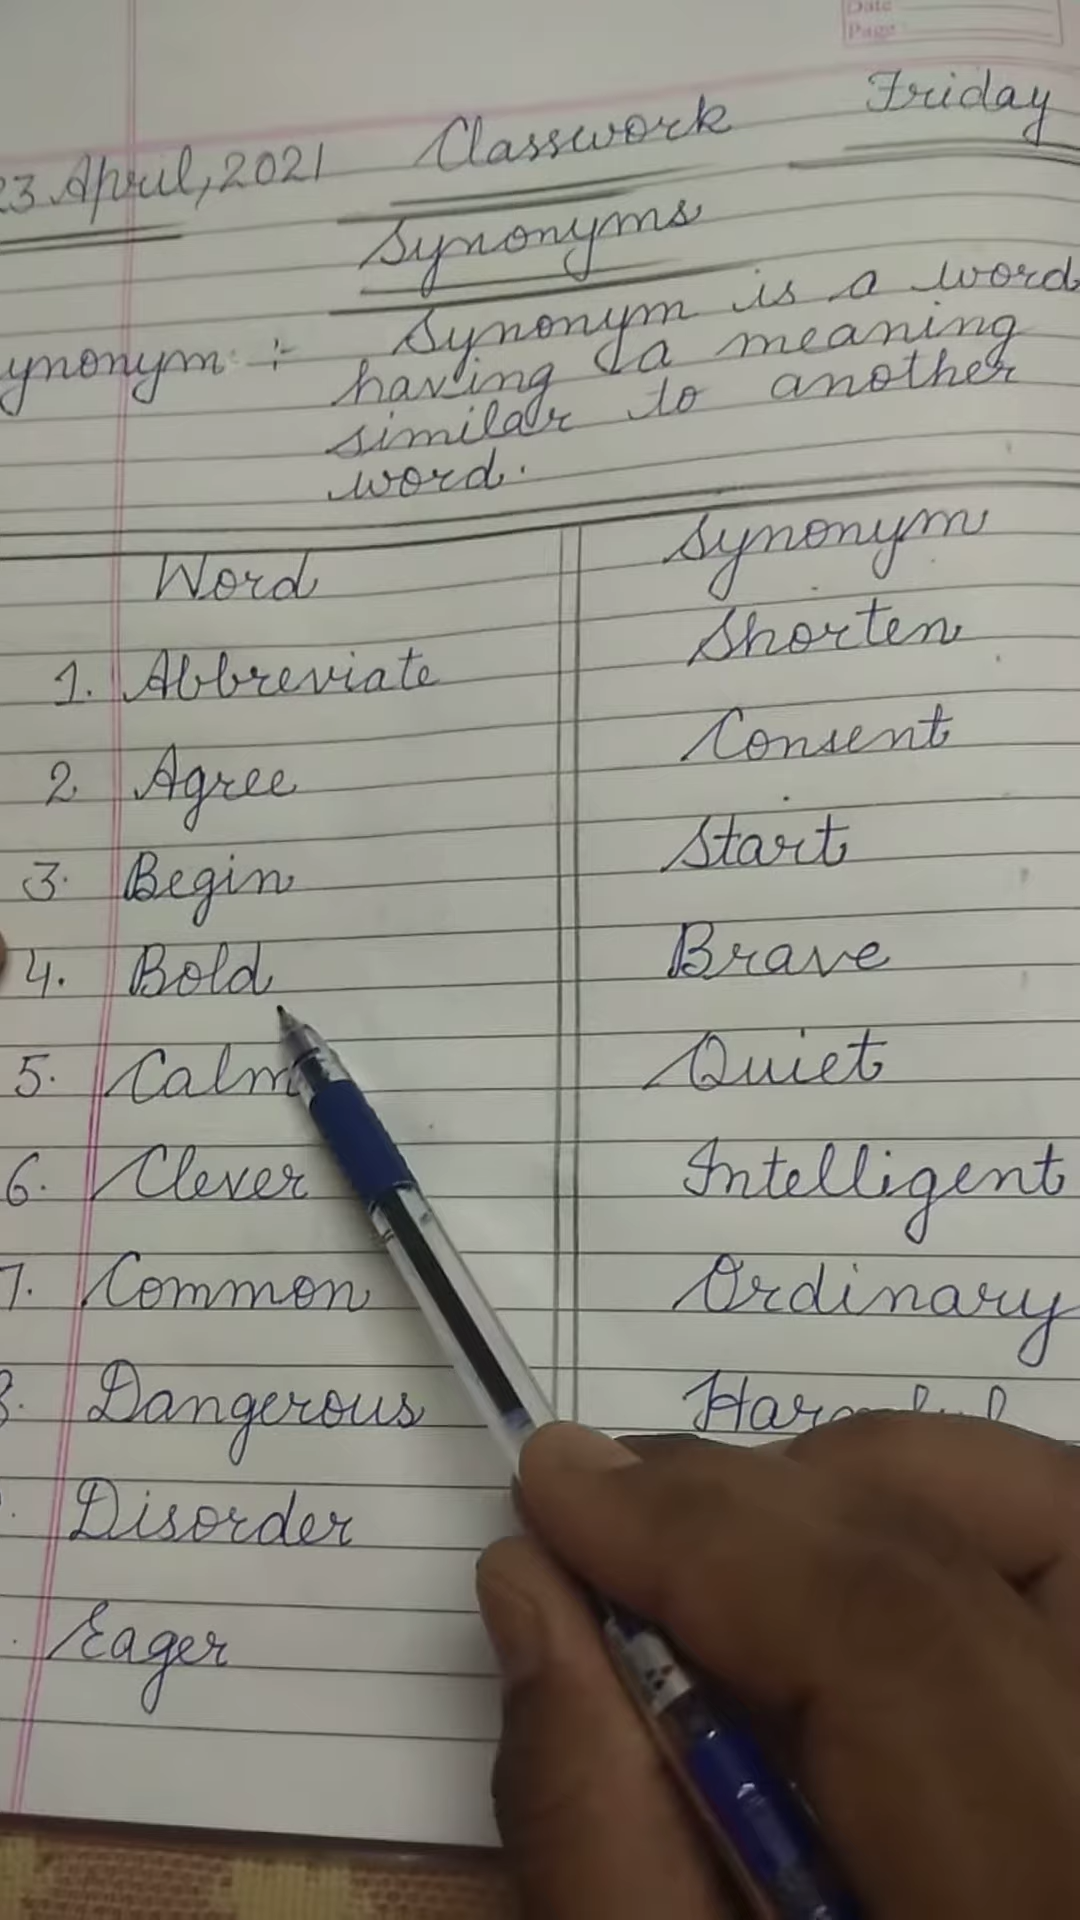 Date
Page
23 April, 2021 Classwork Friday
Synonyms
ynonym :- Synonym is a word
having a meaning
similar to another
word.
Word Synonym
1. Abbreviate Shorten
2 Agree Consent
3. Begin Start
4. Bold Brave
5. Calm Quiet
6. Clever Intelligent
7. Common Ordinary
8. Dangerous
Disorder
Eager